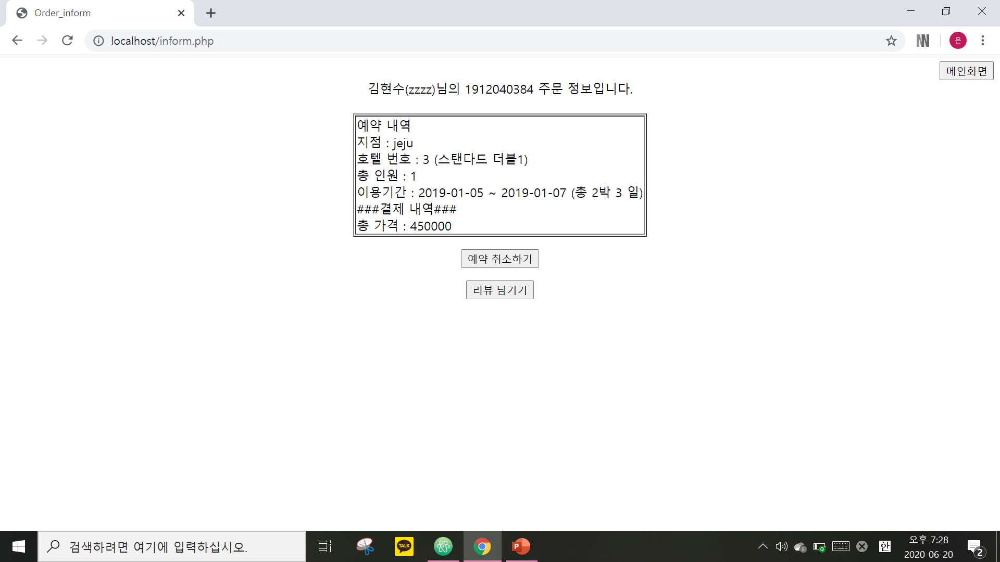 Order_inform
localhost/inform.php
은
메인화면
김현수(zzzz)님의 1912040384 주문 정보입니다.
예약 내역
지점 : jeju
호텔 번호 : 3 (스탠다드 더블1)
총 인원 : 1
이용기간 : 2019-01-05 ~ 2019-01-07 (총 2박 3 일)
###결제 내역###
총 가격 : 450000
예약 취소하기
리뷰 남기기
검색하려면 여기에 입력하십시오.
TALK
P
한
오후 7:28
2020-06-20
2